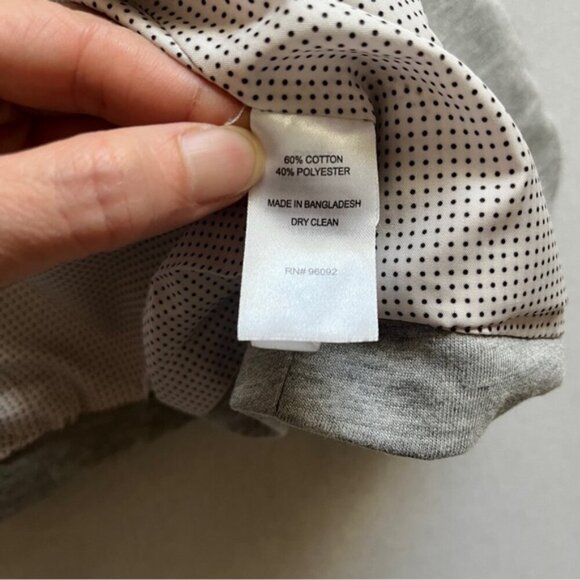 60% COTTON
40% POLYESTER
MADE IN BANGLADESH
DRY CLEAN
RN# 96092